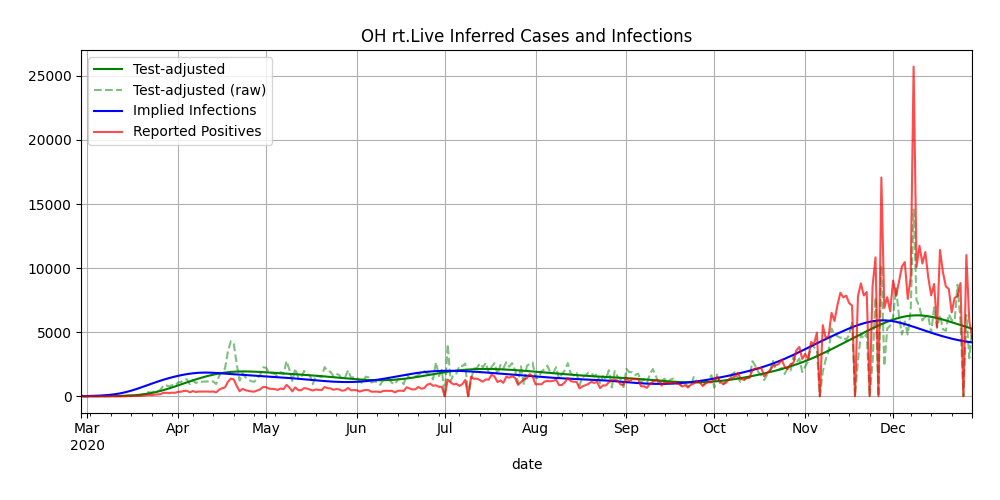 OH rt.Live Inferred Cases and Infections
Test-adjusted
Test-adjusted (raw)
Implied Infections
Reported Positives
25000
20000
15000
10000
5000
0
Mar Apr May Jun Jul Aug Sep Oct Nov Dec
2020
date